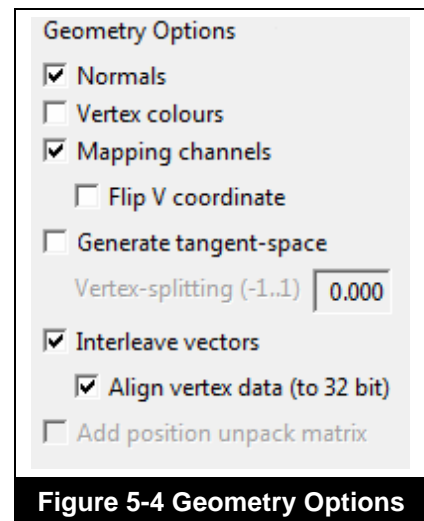 Geometry Options
Normals
Vertex colours
Mapping channels
Flip V coordinate
Generate tangent-space
Vertex-splitting (-1..1) 0.000
Interleave vectors
Align vertex data (to 32 bit)
Add position unpack matrix
Figure 5-4 Geometry Options